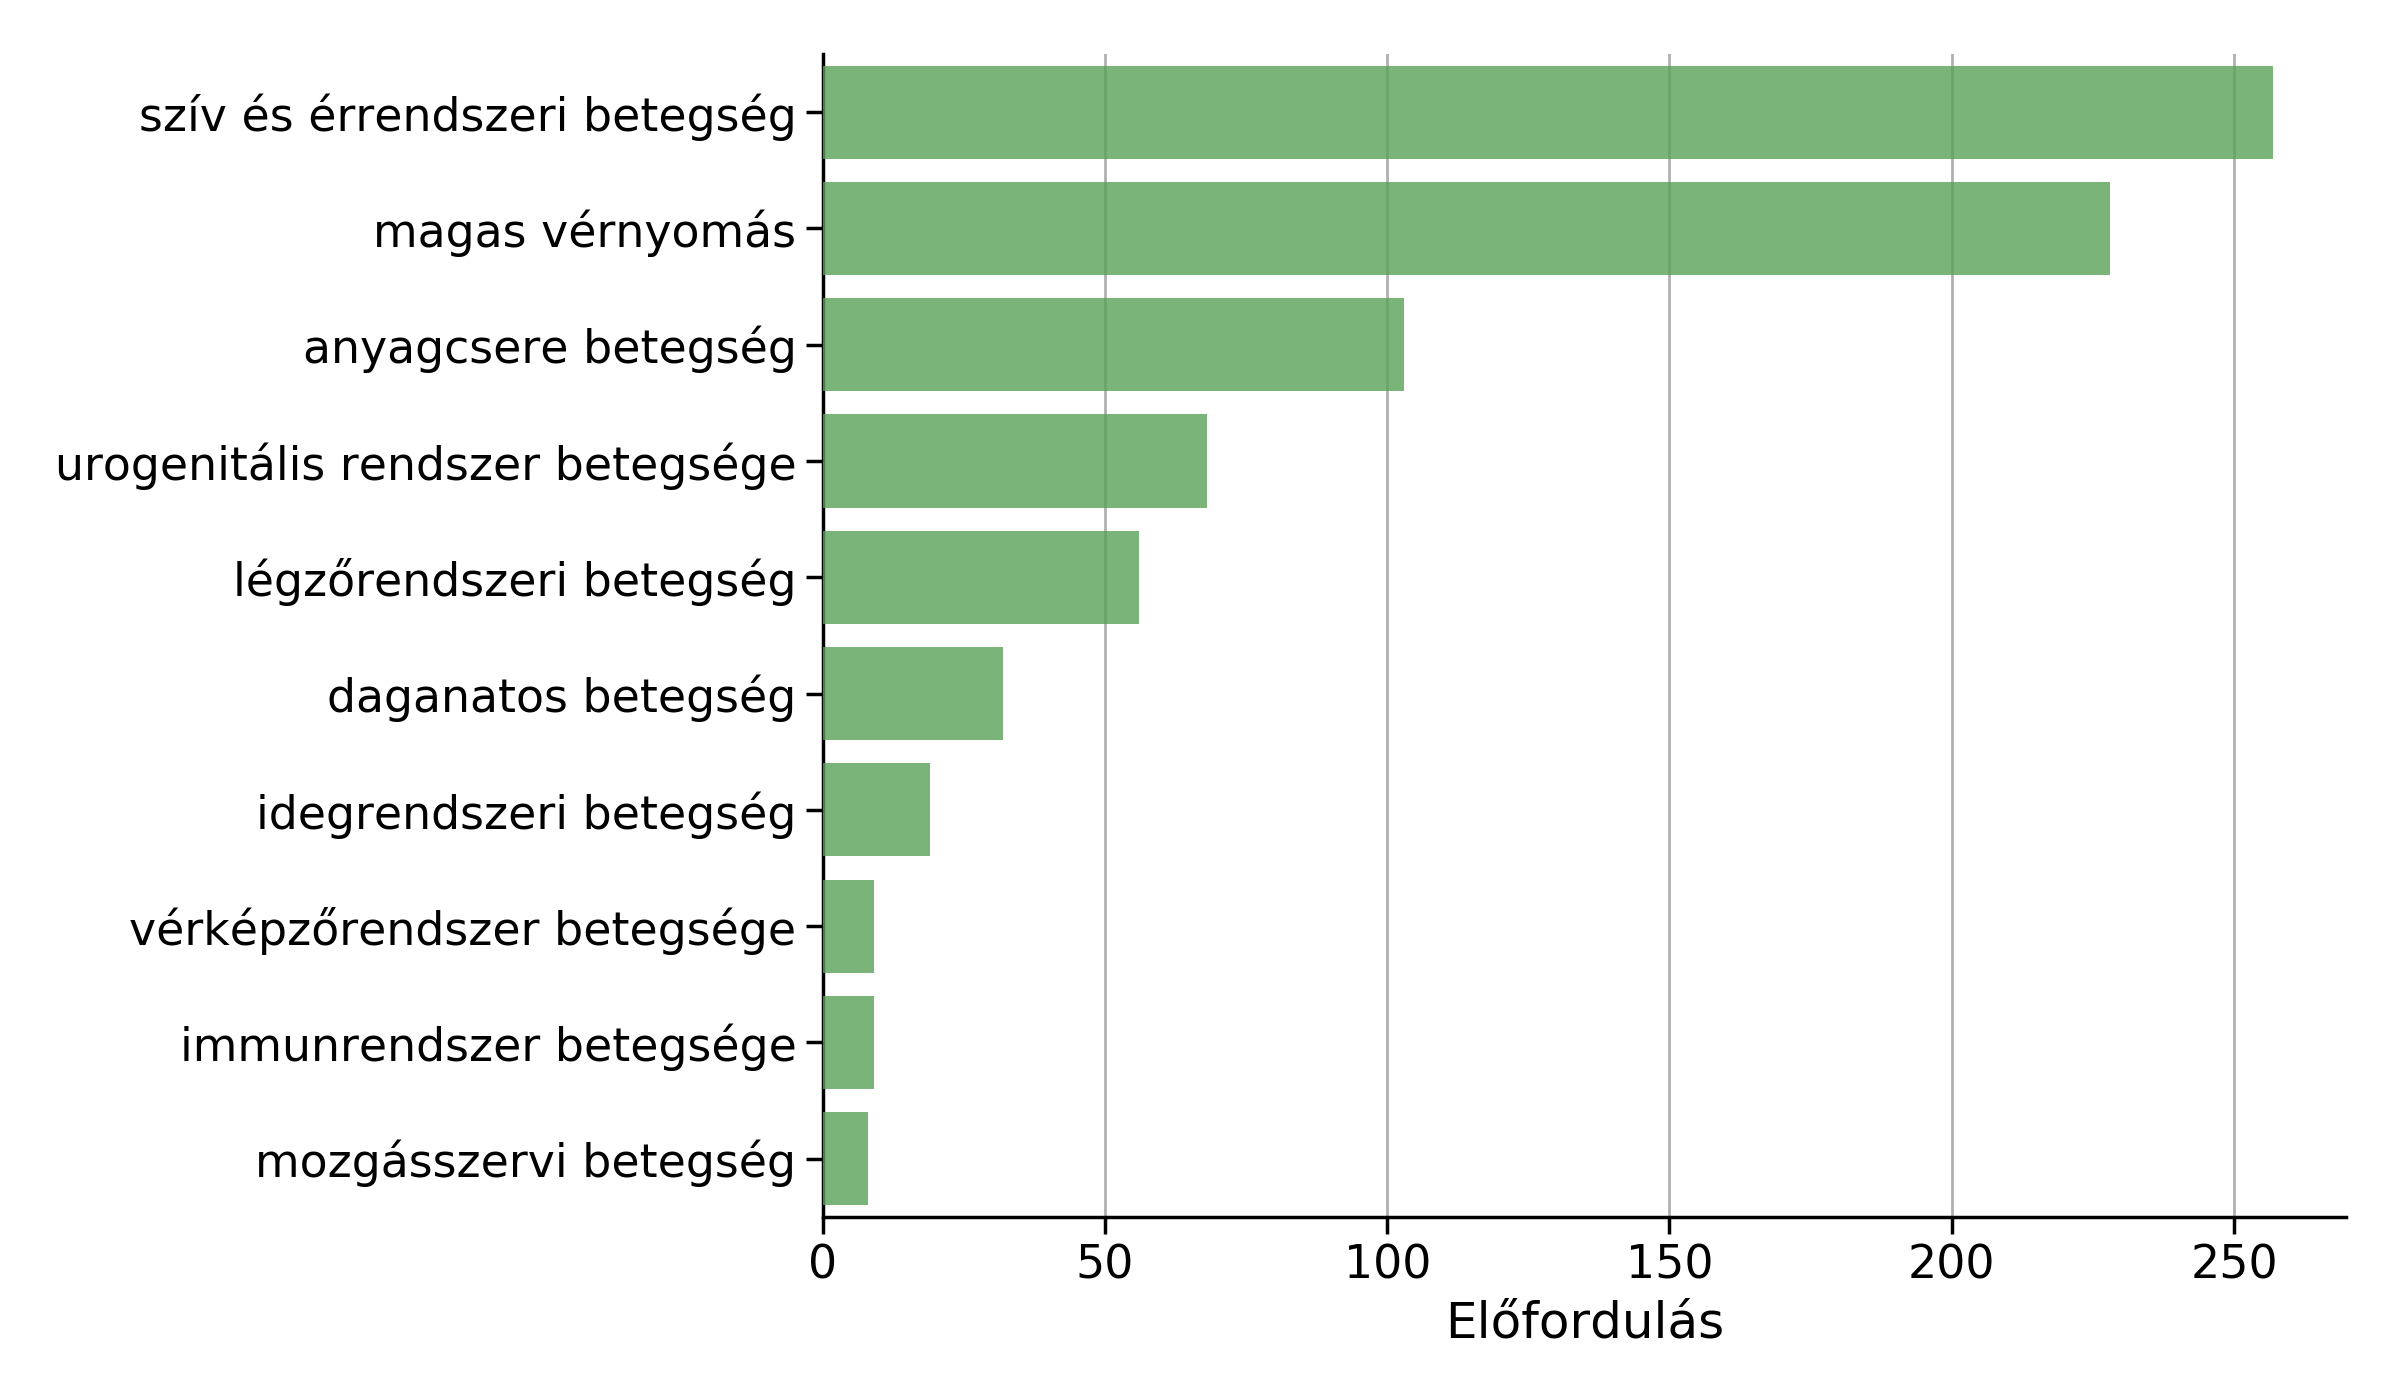 szív és érrendszeri betegség
magas vérnyomás
anyagcsere betegség
urogenitális rendszer betegsége
légzőrendszeri betegség
daganatos betegség
idegrendszeri betegség
vérképzőrendszer betegsége
immunrendszer betegsége
mozgásszervi betegség
0 50 100 150 200 250
Előfordulás